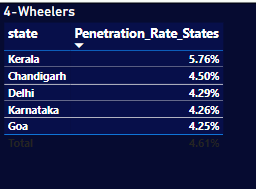 4-Wheelers
state Penetration_Rate_States
Kerala 5.76%
Chandigarh 4.50%
Delhi 4.29%
Karnataka 4.26%
Goa 4.25%
Total 4.61%